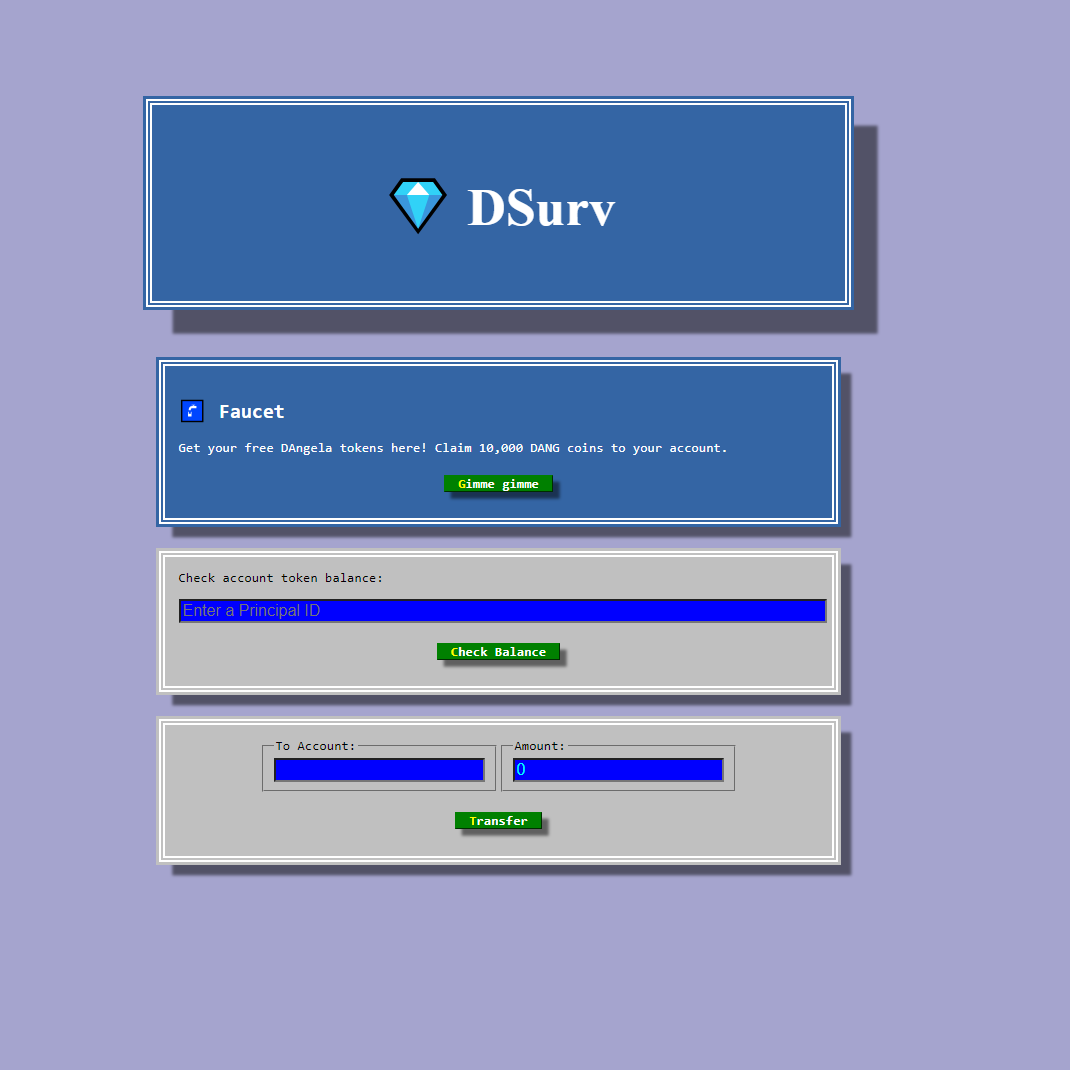 DSurv
Faucet
Get your free DAngela tokens here! Claim 10,000 DANG coins to your account.
Gimme gimme
Check account token balance:
Enter a Principal ID
Check Balance
To Account: Amount:
0
Transfer